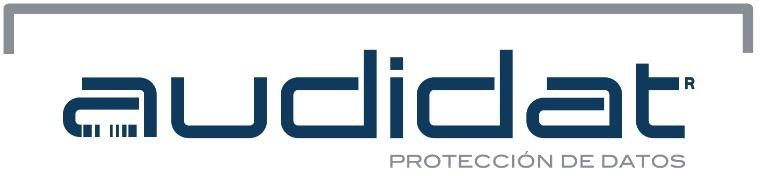 audidat R
PROTECCIÓN DE DATOS